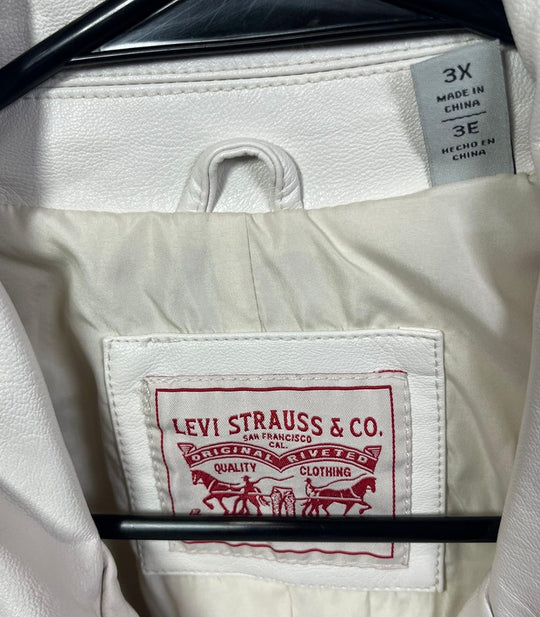 3X
MADE IN
CHINA
3E
HECHO EN
CHINA
LEVI STRAUSS & CO.
SAN FRANCISCO
CAL.
ORIGINAL RIVETED
QUALITY CLOTHING